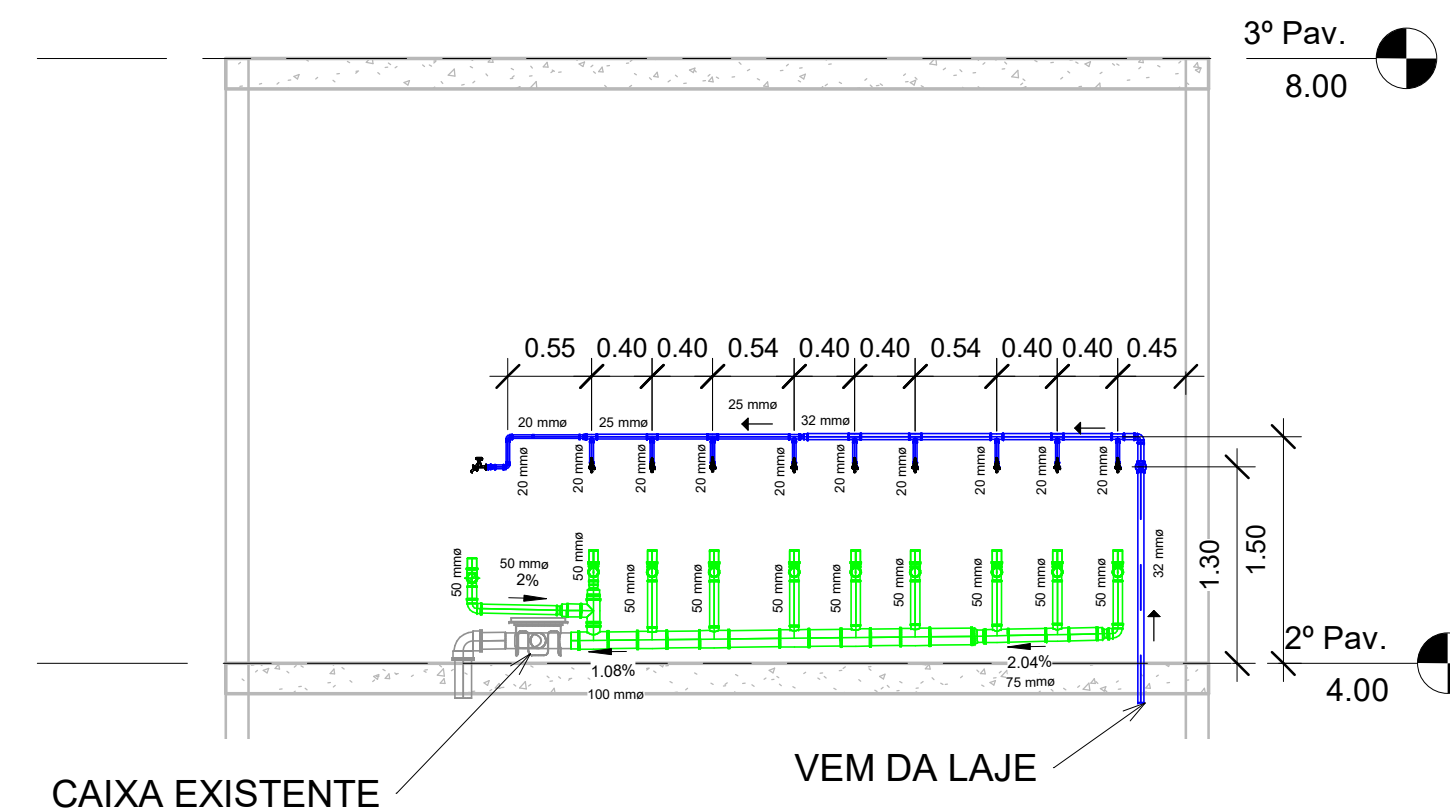 3º Pav.
8.00
0.55 0.40 0.40 0.54 0.40 0.40 0.54 0.40 0.40 0.45
25 mmø
20 mmø 25 mmø 32 mmø
20 mmø 20 mmø 20 mmø 20 mmø 20 mmø 20 mmø 20 mmø 20 mmø 20 mmø 20 mmø
1.30
1.50
32 mmø
50 mmø
50 mmø
2%
50 mmø
50 mmø 50 mmø 50 mmø 50 mmø 50 mmø 50 mmø 50 mmø 50 mmø
2º Pav.
4.00
1.08%
100 mmø
2.04%
75 mmø
VEM DA LAJE
CAIXA EXISTENTE